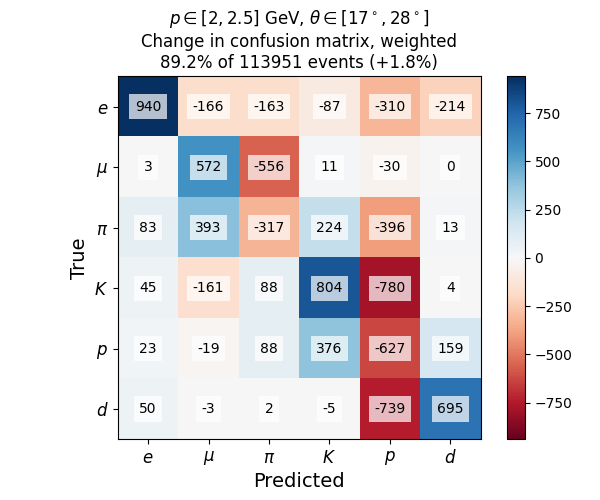 p ∈ [2, 2.5] GeV, θ ∈ [17°, 28°]
Change in confusion matrix, weighted
89.2% of 113951 events (+1.8%)
e 940 -166 -163 -87 -310 -214
μ 3 572 -556 11 -30 0
π 83 393 -317 224 -396 13
K 45 -161 88 804 -780 4
p 23 -19 88 376 -627 159
d 50 -3 2 -5 -739 695
e μ π K p d
Predicted
True
750
500
250
0
−250
−500
−750